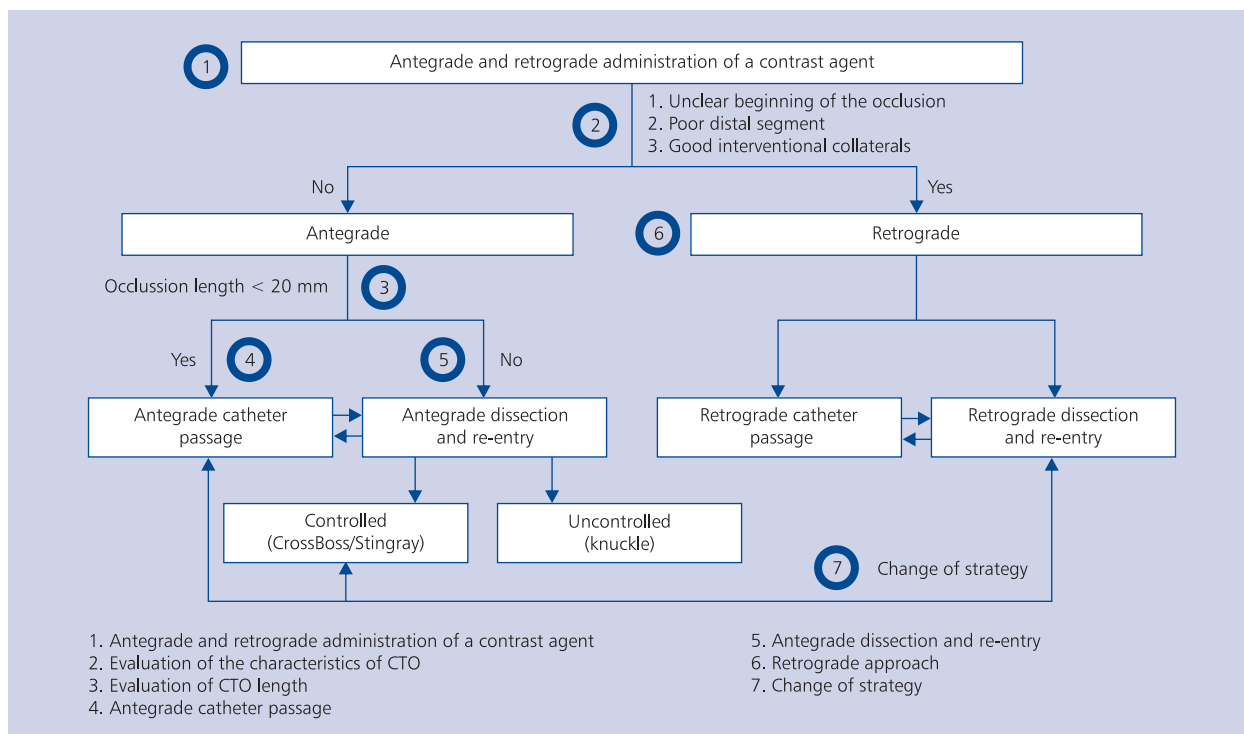 1
Antegrade and retrograde administration of a contrast agent
2
1. Unclear beginning of the occlusion
2. Poor distal segment
3. Good interventional collaterals
No
Yes
Antegrade
6
Retrograde
Occlussion length < 20 mm
3
Yes
4
5
No
Antegrade catheter
passage
Antegrade dissection
and re-entry
Retrograde catheter
passage
Retrograde dissection
and re-entry
Controlled
(CrossBoss/Stingray)
Uncontrolled
(knuckle)
7
Change of strategy
1. Antegrade and retrograde administration of a contrast agent
2. Evaluation of the characteristics of CTO
3. Evaluation of CTO length
4. Antegrade catheter passage
5. Antegrade dissection and re-entry
6. Retrograde approach
7. Change of strategy